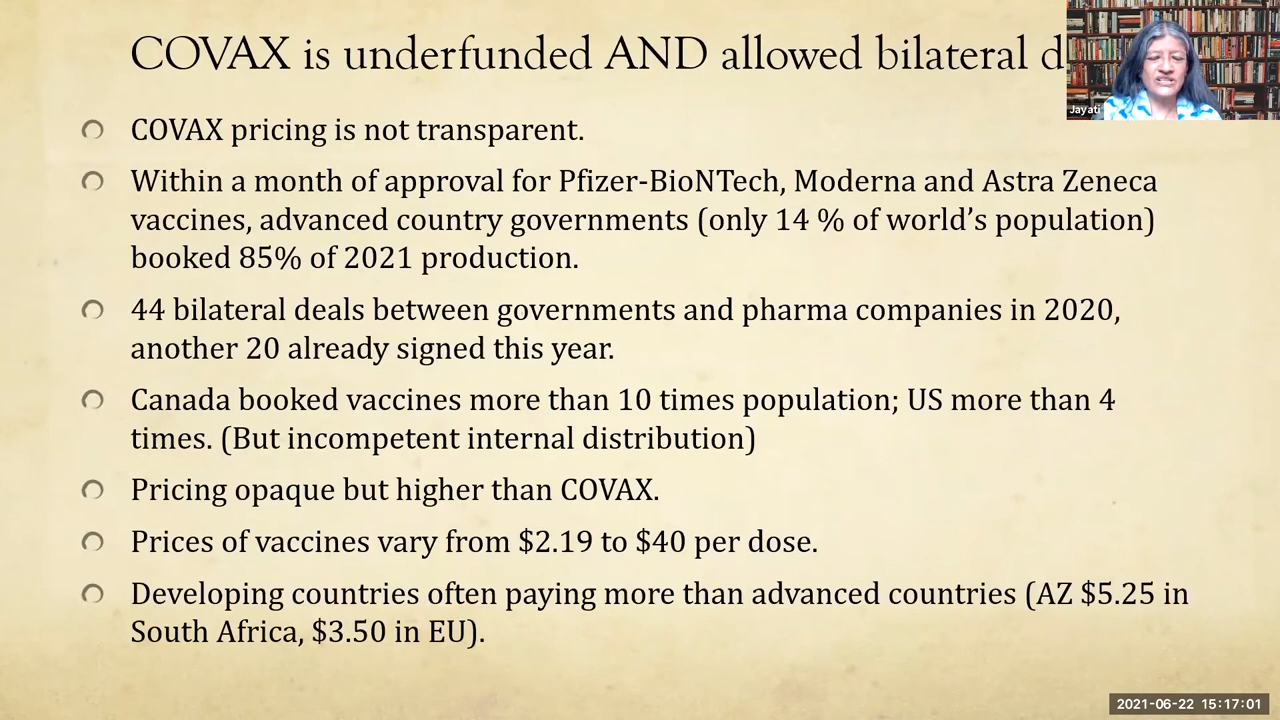 COVAX is underfunded AND allowed bilateral
Jayati
COVAX pricing is not transparent.
Within a month of approval for Pfizer-BioNTech, Moderna and Astra Zeneca
vaccines, advanced country governments (only 14 % of world's population)
booked 85% of 2021 production.
44 bilateral deals between governments and pharma companies in 2020,
another 20 already signed this year.
Canada booked vaccines more than 10 times population; US more than 4
times. (But incompetent internal distribution)
Pricing opaque but higher than COVAX.
Prices of vaccines vary from $2.19 to $40 per dose.
Developing countries often paying more than advanced countries (AZ $5.25 in
South Africa, $3.50 in EU).
2021-06-22 15:17:01